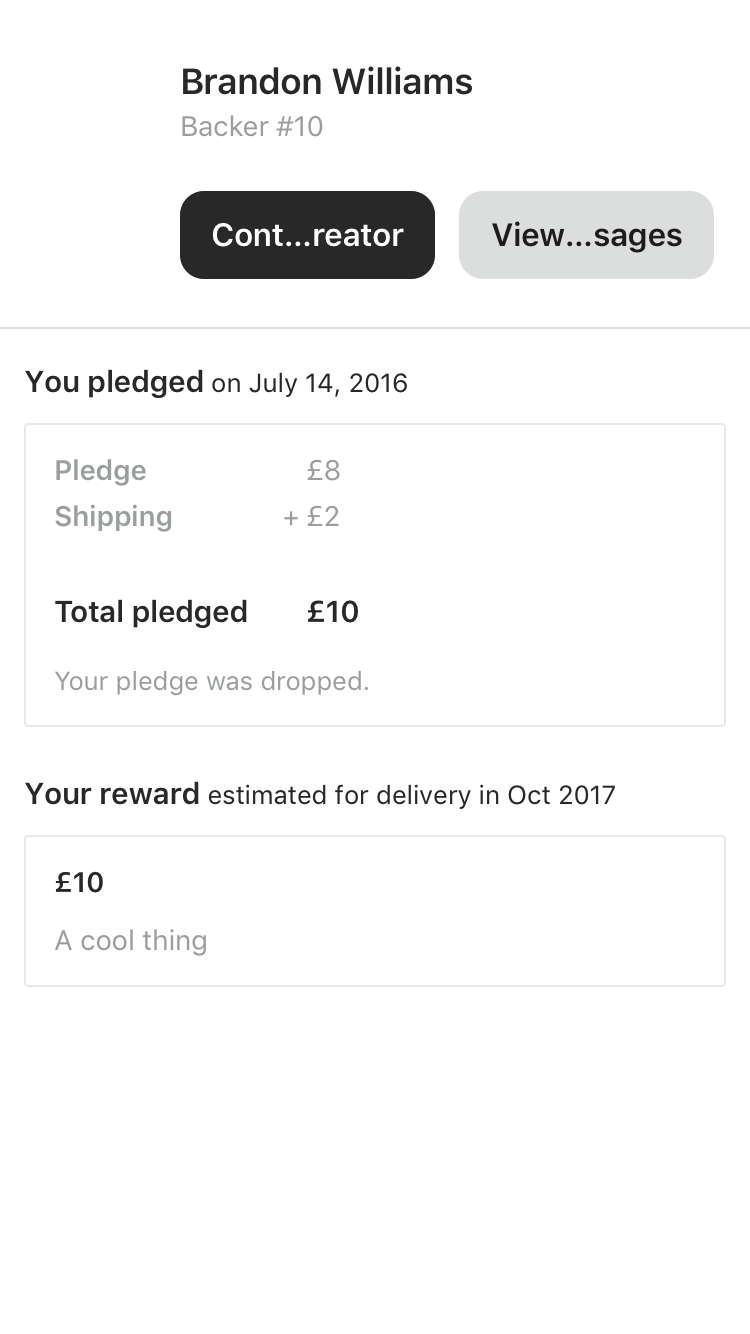 Brandon Williams
Backer #10
Cont...reator
View...sages
You pledged on July 14, 2016
Pledge £8
Shipping + £2
Total pledged £10
Your pledge was dropped.
Your reward estimated for delivery in Oct 2017
£10
A cool thing